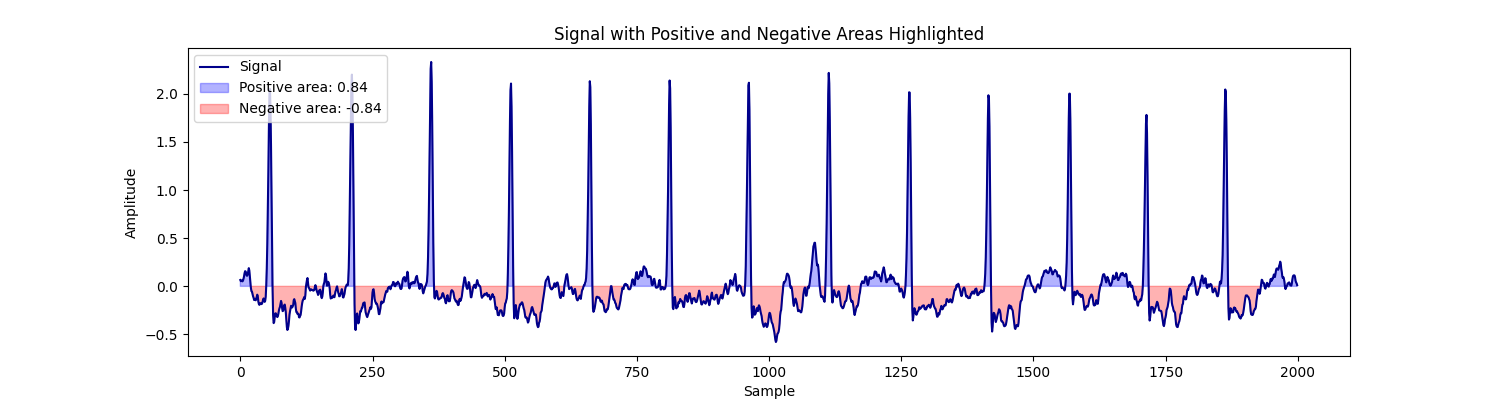 Signal with Positive and Negative Areas Highlighted
Signal
Positive area: 0.84
Negative area: -0.84
Amplitude
2.0
1.5
1.0
0.5
0.0
−0.5
0 250 500 750 1000 1250 1500 1750 2000
Sample